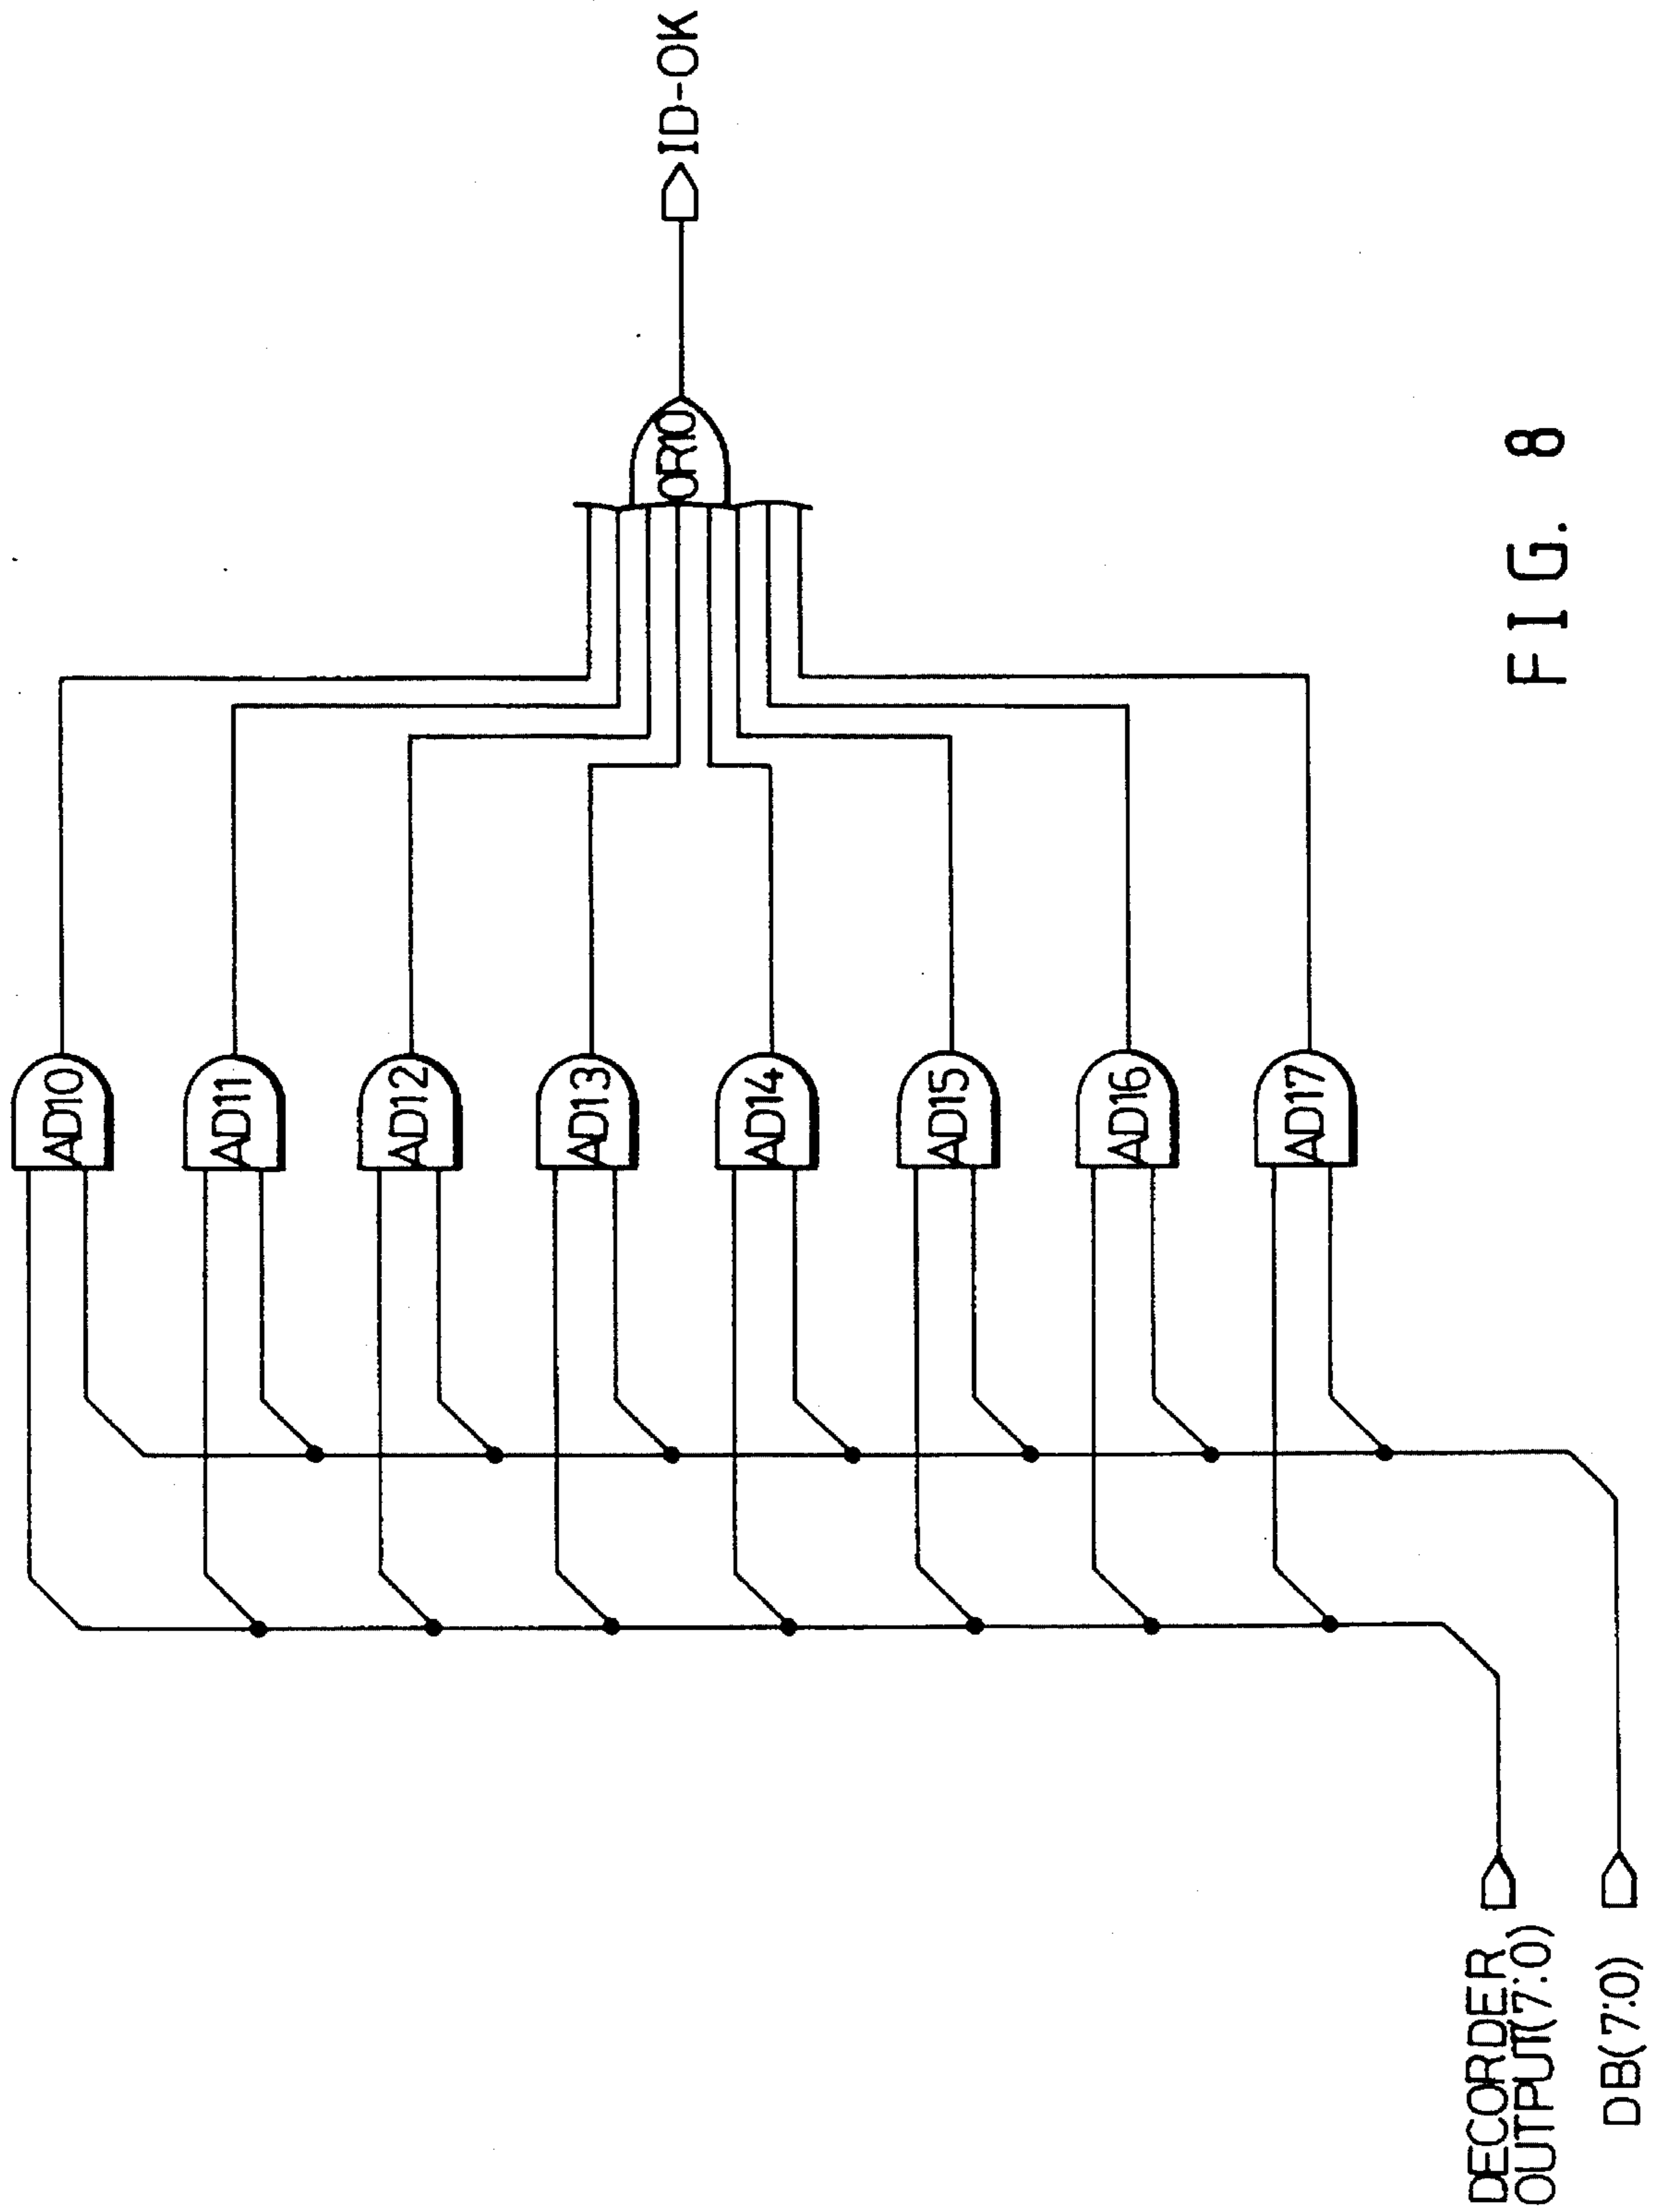 AD10
AD11
AD12
AD13
AD14
AD15
AD16
AD17
OR10
ID-OK
DECORDER
OUTPUT(7:0)
DB(7:0)
FIG. 8